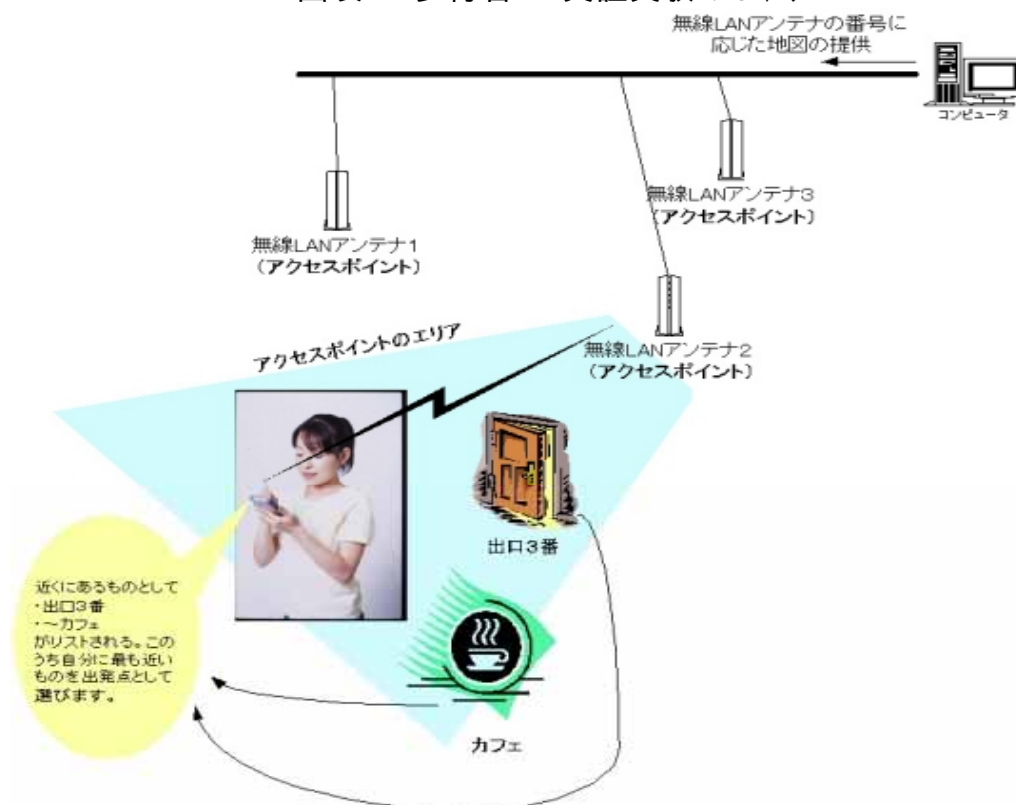 無線LANアンテナの番号に
応じた地図の提供
コンピュータ
無線LANアンテナ3
(アクセスポイント)
無線LANアンテナ1
(アクセスポイント)
無線LANアンテナ2
(アクセスポイント)
アクセスポイントのエリア
出口3番
近くにあるものとして
・出口3番
・~カフェ
がリストされる。この
うち自分に最も近い
ものを出発点として
選びます。
カフェ